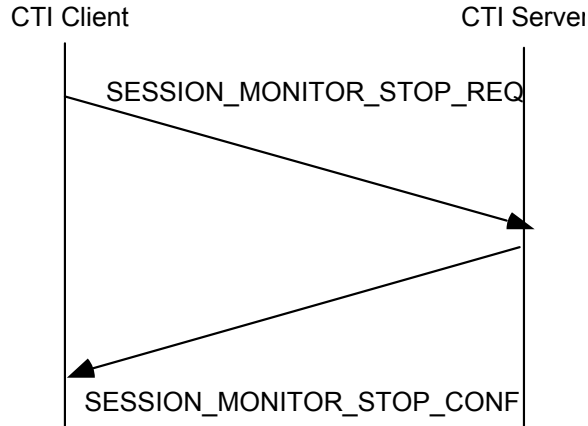 CTI Client
CTI Server
SESSION_MONITOR_STOP_REQ
SESSION_MONITOR_STOP_CONF